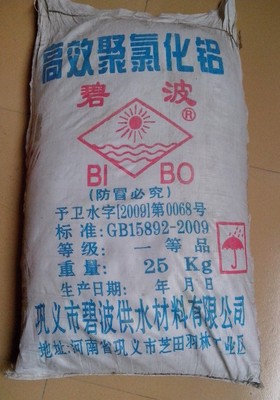 高效聚氯化铝
碧 波®
BI BO
(防冒必究)
于卫水字[2009]第0068号
标准:GB15892-2009
等级: 一等品
重量: 25 Kg
生产日期: 年 月 日
巩义市碧波供水材料有限公司
地址:河南省巩义市芝田羽林工业区